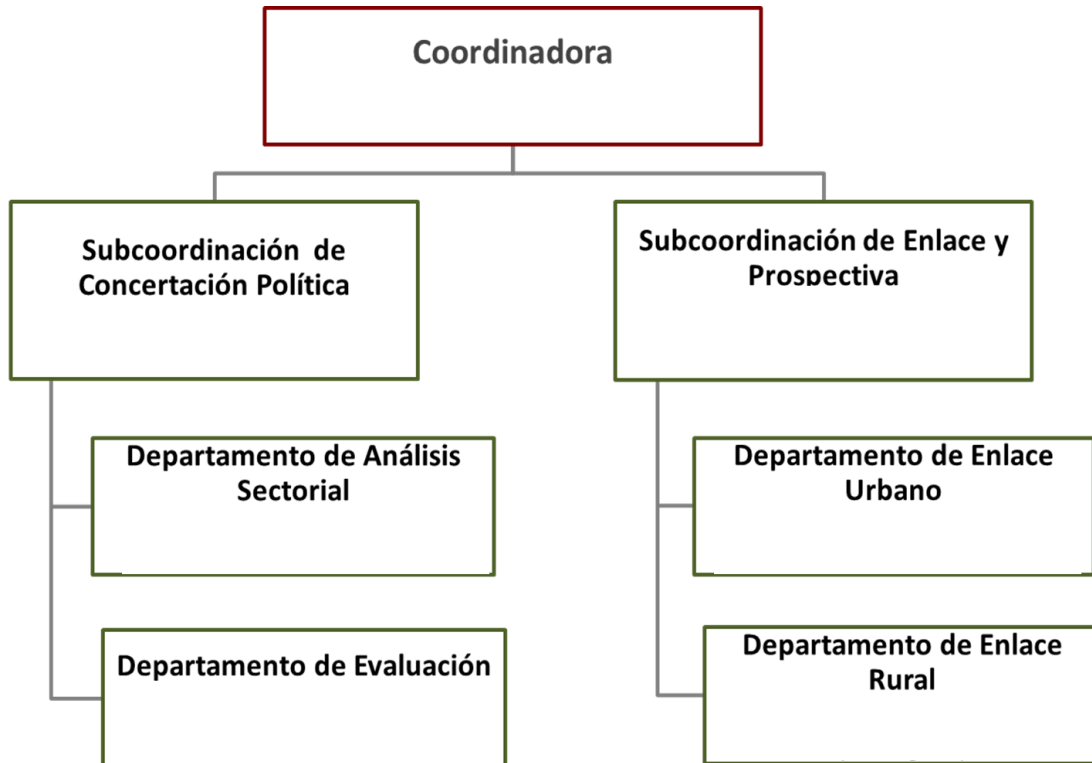 Coordinadora
Subcoordinación de
Concertación Política
Subcoordinación de Enlace y
Prospectiva
Departamento de Análisis
Sectorial
Departamento de Enlace
Urbano
Departamento de Evaluación
Departamento de Enlace
Rural